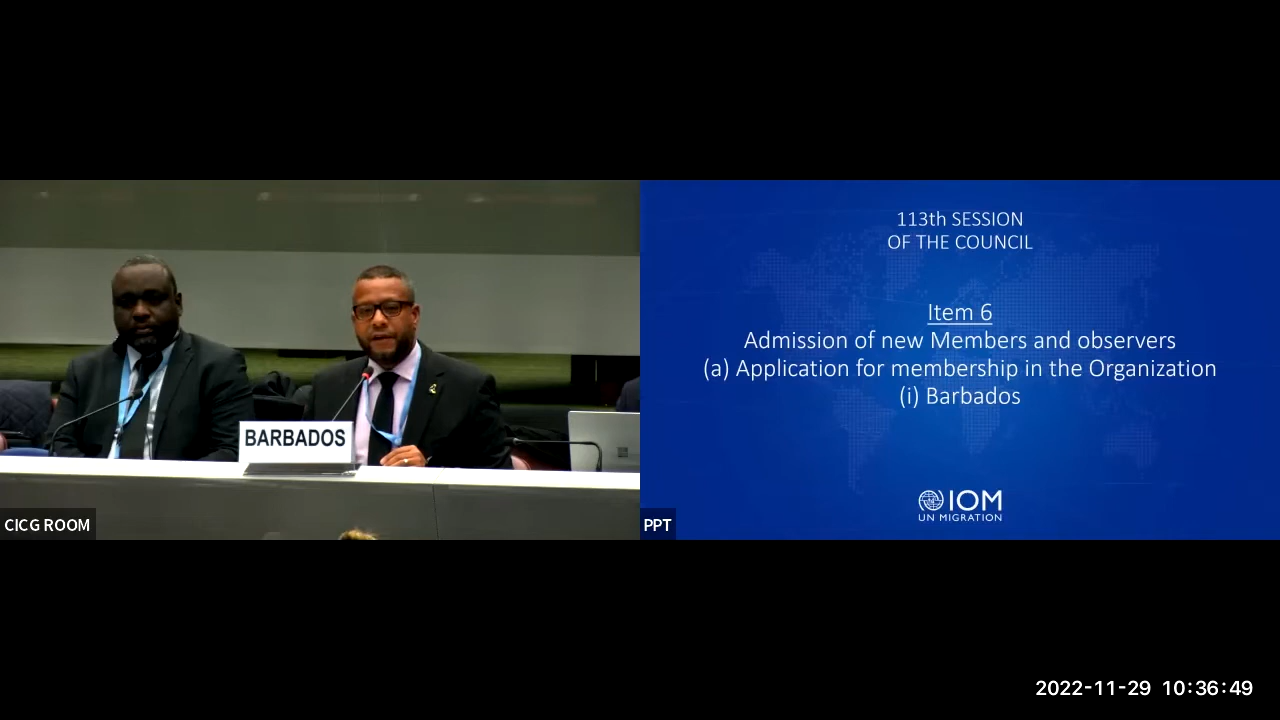 BARBADOS
CICG ROOM
113th SESSION
OF THE COUNCIL
Item 6
Admission of new Members and observers
(a) Application for membership in the Organization
(i) Barbados
IOM
UN MIGRATION
PPT
2022-11-29 10:36:49